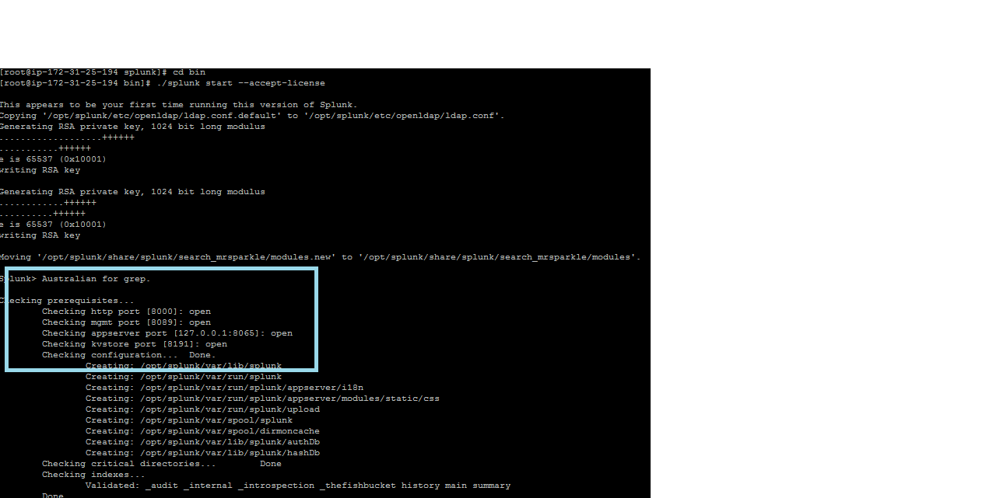 [root@ip-172-31-25-194 splunk]# cd bin
[root@ip-172-31-25-194 bin]# ./splunk start --accept-license
This appears to be your first time running this version of Splunk.
Copying '/opt/splunk/etc/openldap/ldap.conf.default' to '/opt/splunk/etc/openldap/ldap.conf'.
Generating RSA private key, 1024 bit long modulus
...................++++++
...........++++++
e is 65537 (0x10001)
writing RSA key
Generating RSA private key, 1024 bit long modulus
............++++++
..........++++++
e is 65537 (0x10001)
writing RSA key
Moving '/opt/splunk/share/splunk/search_mrsparkle/modules.new' to '/opt/splunk/share/splunk/search_mrsparkle/modules'.
Splunk> Australian for grep.
Checking prerequisites...
Checking http port [8000]: open
Checking mgmt port [8089]: open
Checking appserver port [127.0.0.1:8065]: open
Checking kvstore port [8191]: open
Checking configuration...  Done.
Creating: /opt/splunk/var/lib/splunk
Creating: /opt/splunk/var/run/splunk
Creating: /opt/splunk/var/run/splunk/appserver/i18n
Creating: /opt/splunk/var/run/splunk/appserver/modules/static/css
Creating: /opt/splunk/var/run/splunk/upload
Creating: /opt/splunk/var/spool/splunk
Creating: /opt/splunk/var/spool/dirmoncache
Creating: /opt/splunk/var/lib/splunk/authDb
Creating: /opt/splunk/var/lib/splunk/hashDb
Checking critical directories...        Done
Checking indexes...
Validated: _audit _internal _introspection _thefishbucket history main summary
Done